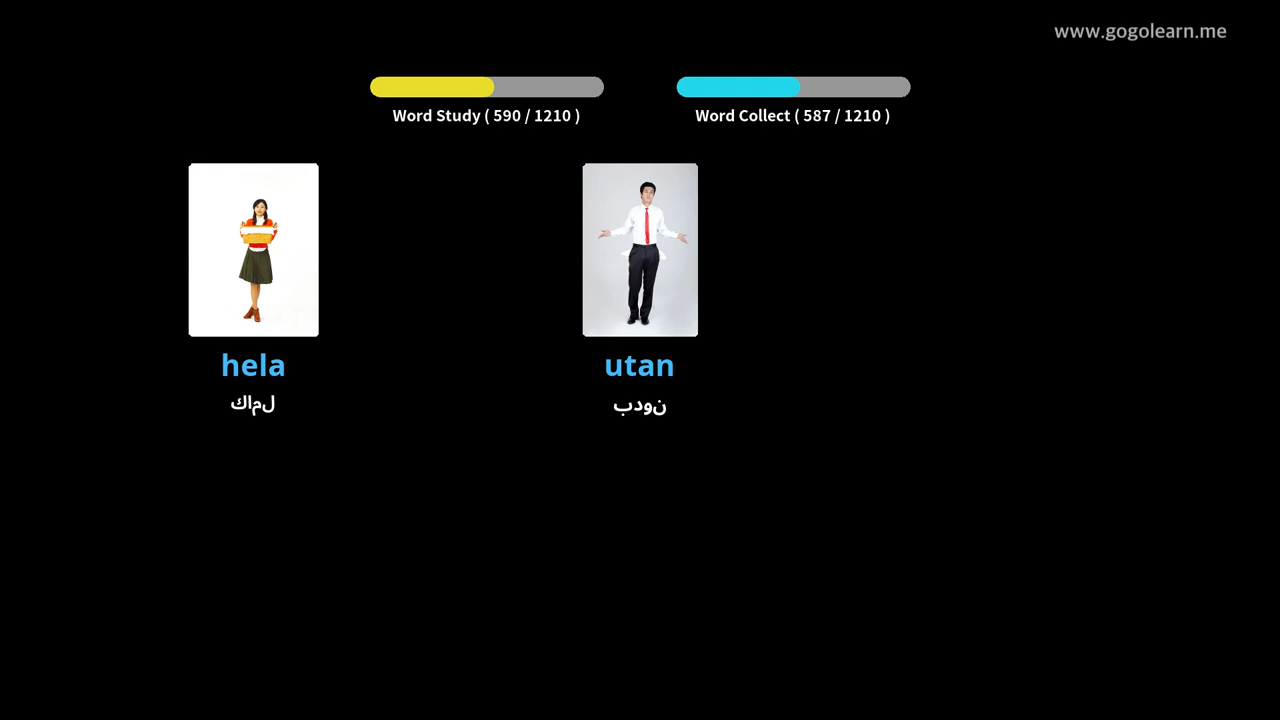 www.gogolearn.me
Word Study ( 590 / 1210 )
Word Collect ( 587 / 1210 )
hela
كامل
utan
بدون